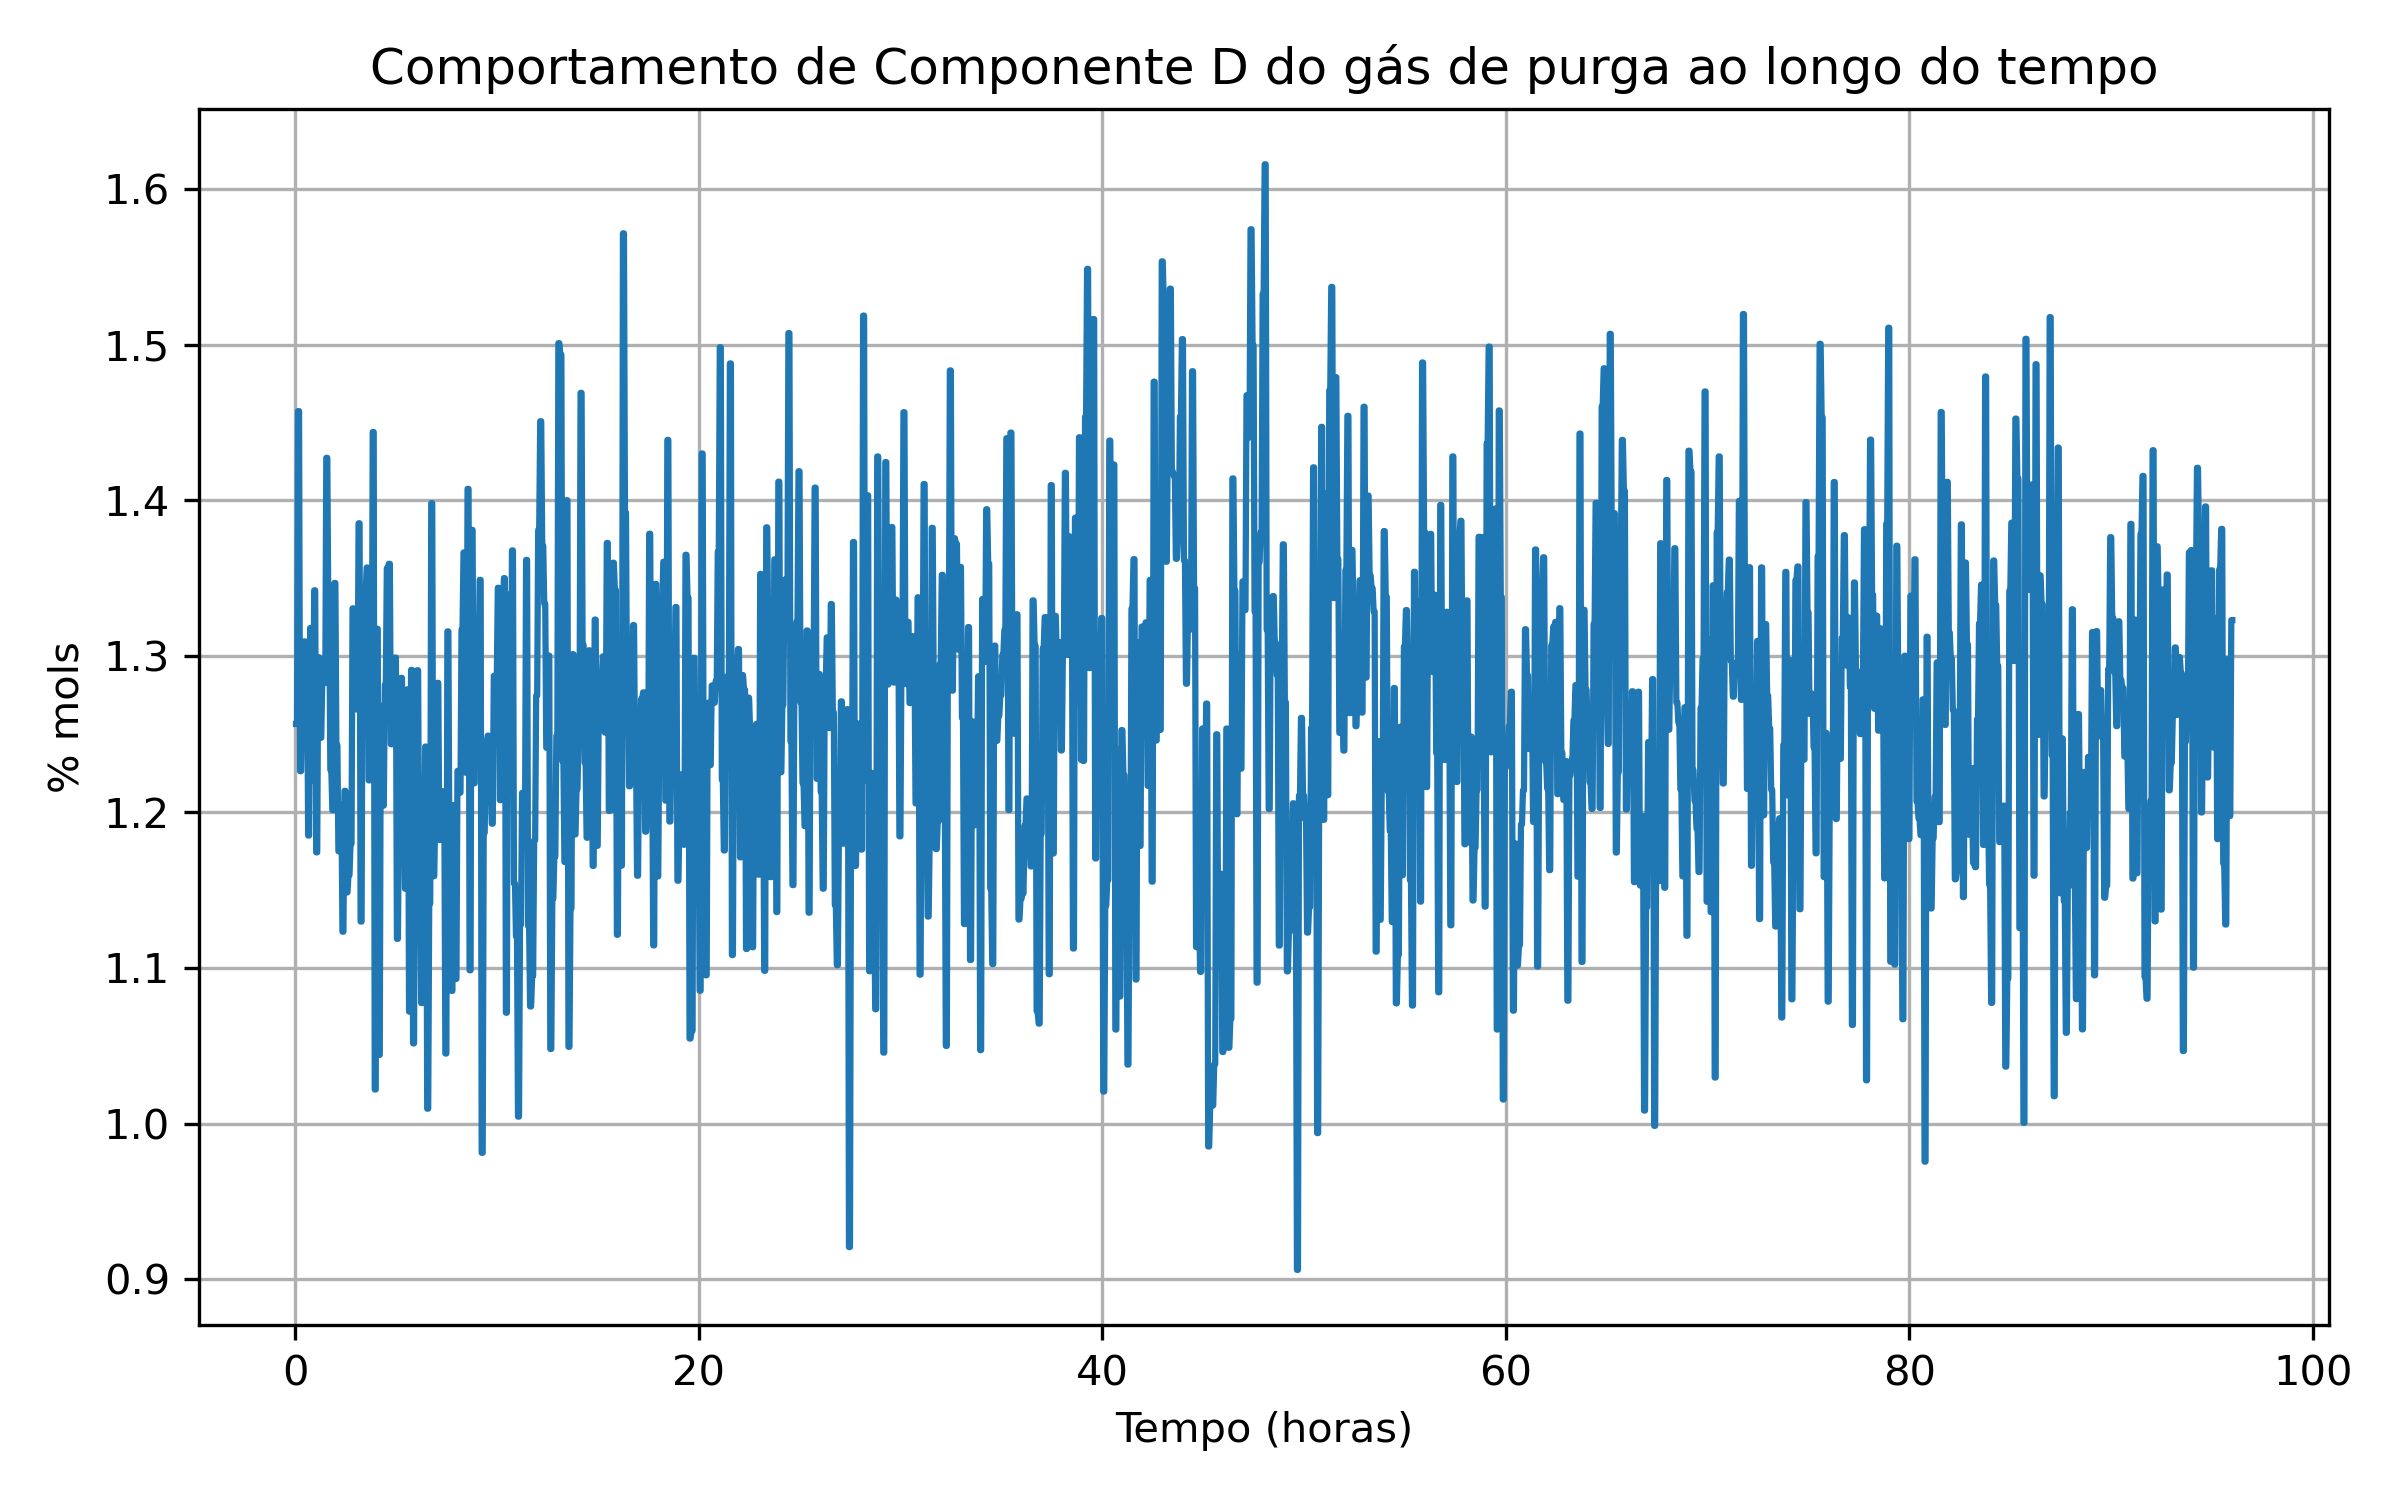 Comportamento de Componente D do gás de purga ao longo do tempo
1.6
1.5
1.4
1.3
1.2
1.1
1.0
0.9
% mols
0 20 40 60 80 100
Tempo (horas)